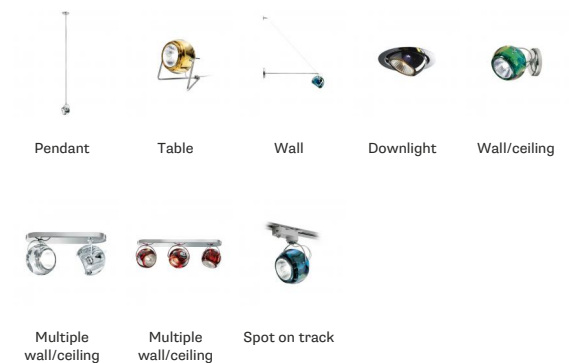 Pendant
Table
Wall
Downlight
Wall/ceiling
Multiple
wall/ceiling
Multiple
wall/ceiling
Spot on track